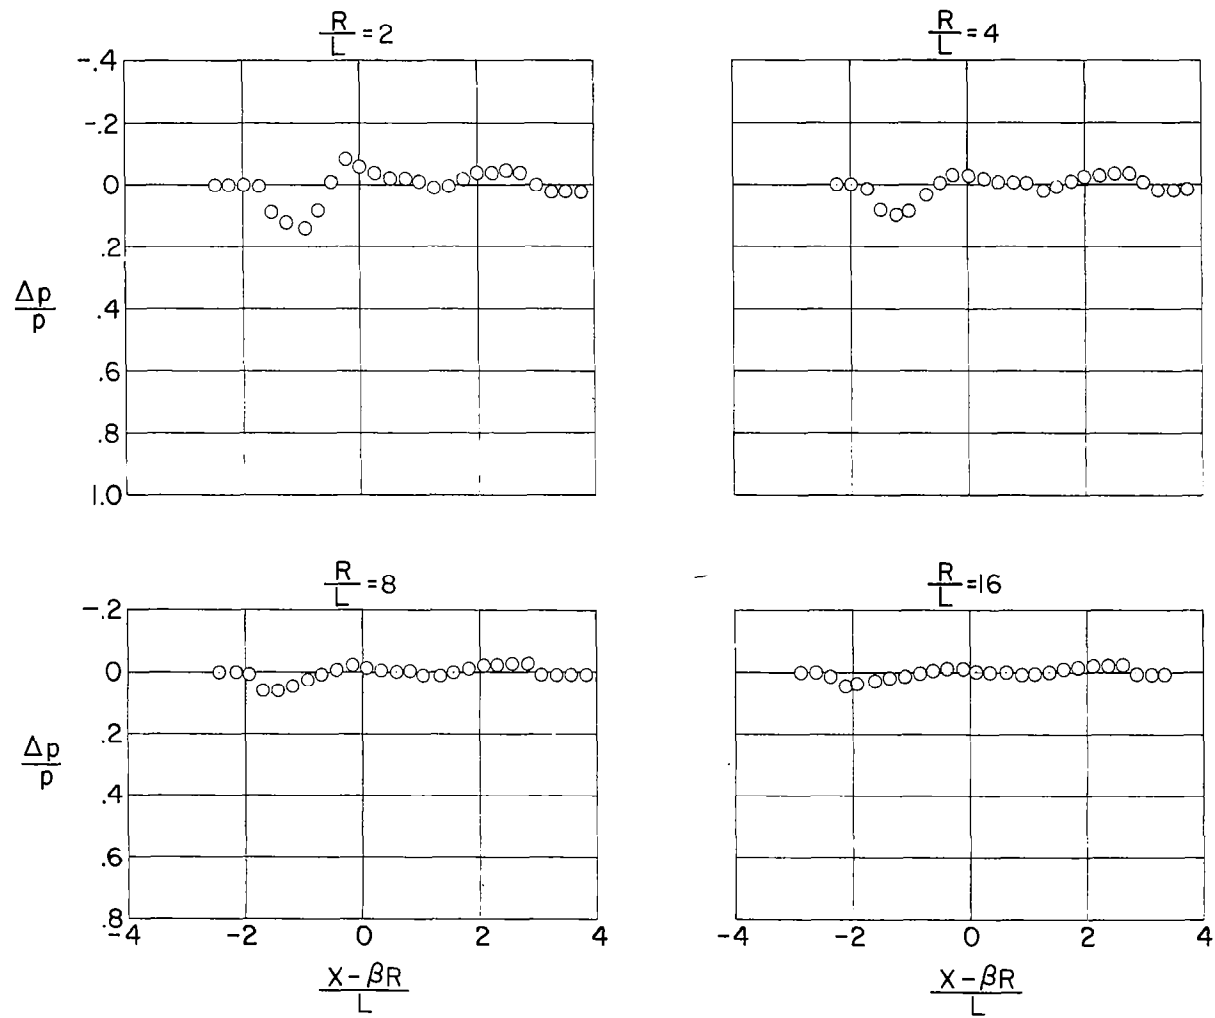 R/L = 2
R/L = 4
-.4
-.2
0
.2
.4
.6
.8
1.0
Δp/p
R/L = 8
R/L = 16
-.2
0
.2
.4
.6
.8
Δp/p
-4 -2 0 2 4
-4 -2 0 2 4
X - βR/L
X - βR/L